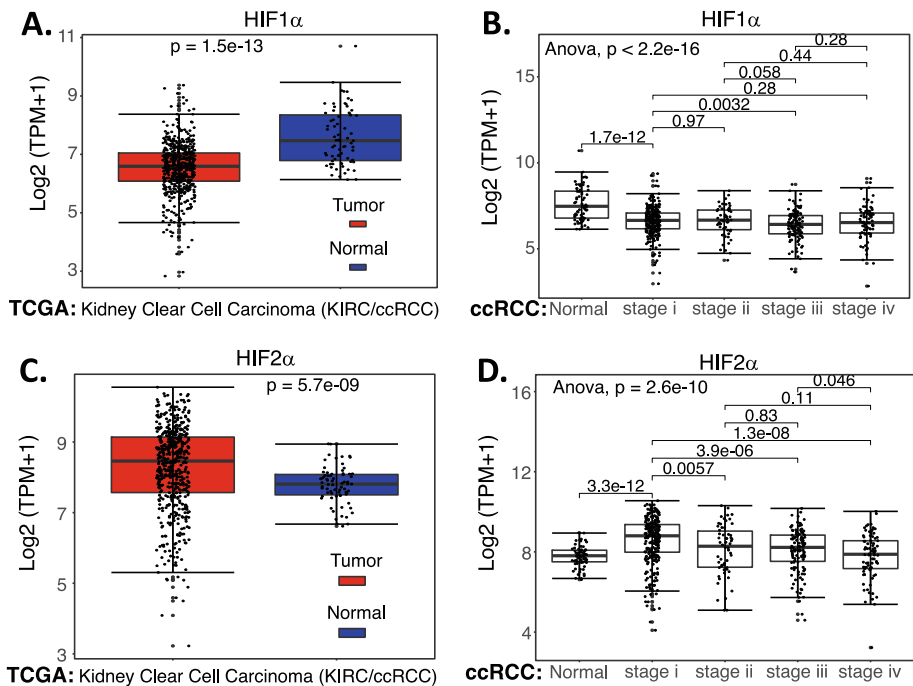 A.
HIF1α
p = 1.5e-13
Log2 (TPM+1)
11
9
7
5
3
Tumor
Normal
TCGA: Kidney Clear Cell Carcinoma (KIRC/ccRCC)
B.
HIF1α
Anova, p < 2.2e-16
0.28
0.44
0.058
0.28
0.0032
0.97
1.7e-12
Log2 (TPM+1)
15
10
5
ccRCC: Normal stage i stage ii stage iii stage iv
C.
HIF2α
p = 5.7e-09
Log2 (TPM+1)
9
7
5
3
Tumor
Normal
TCGA: Kidney Clear Cell Carcinoma (KIRC/ccRCC)
D.
HIF2α
Anova, p = 2.6e-10
0.046
0.11
0.83
1.3e-08
3.9e-06
0.0057
3.3e-12
Log2 (TPM+1)
16
12
8
4
ccRCC: Normal stage i stage ii stage iii stage iv